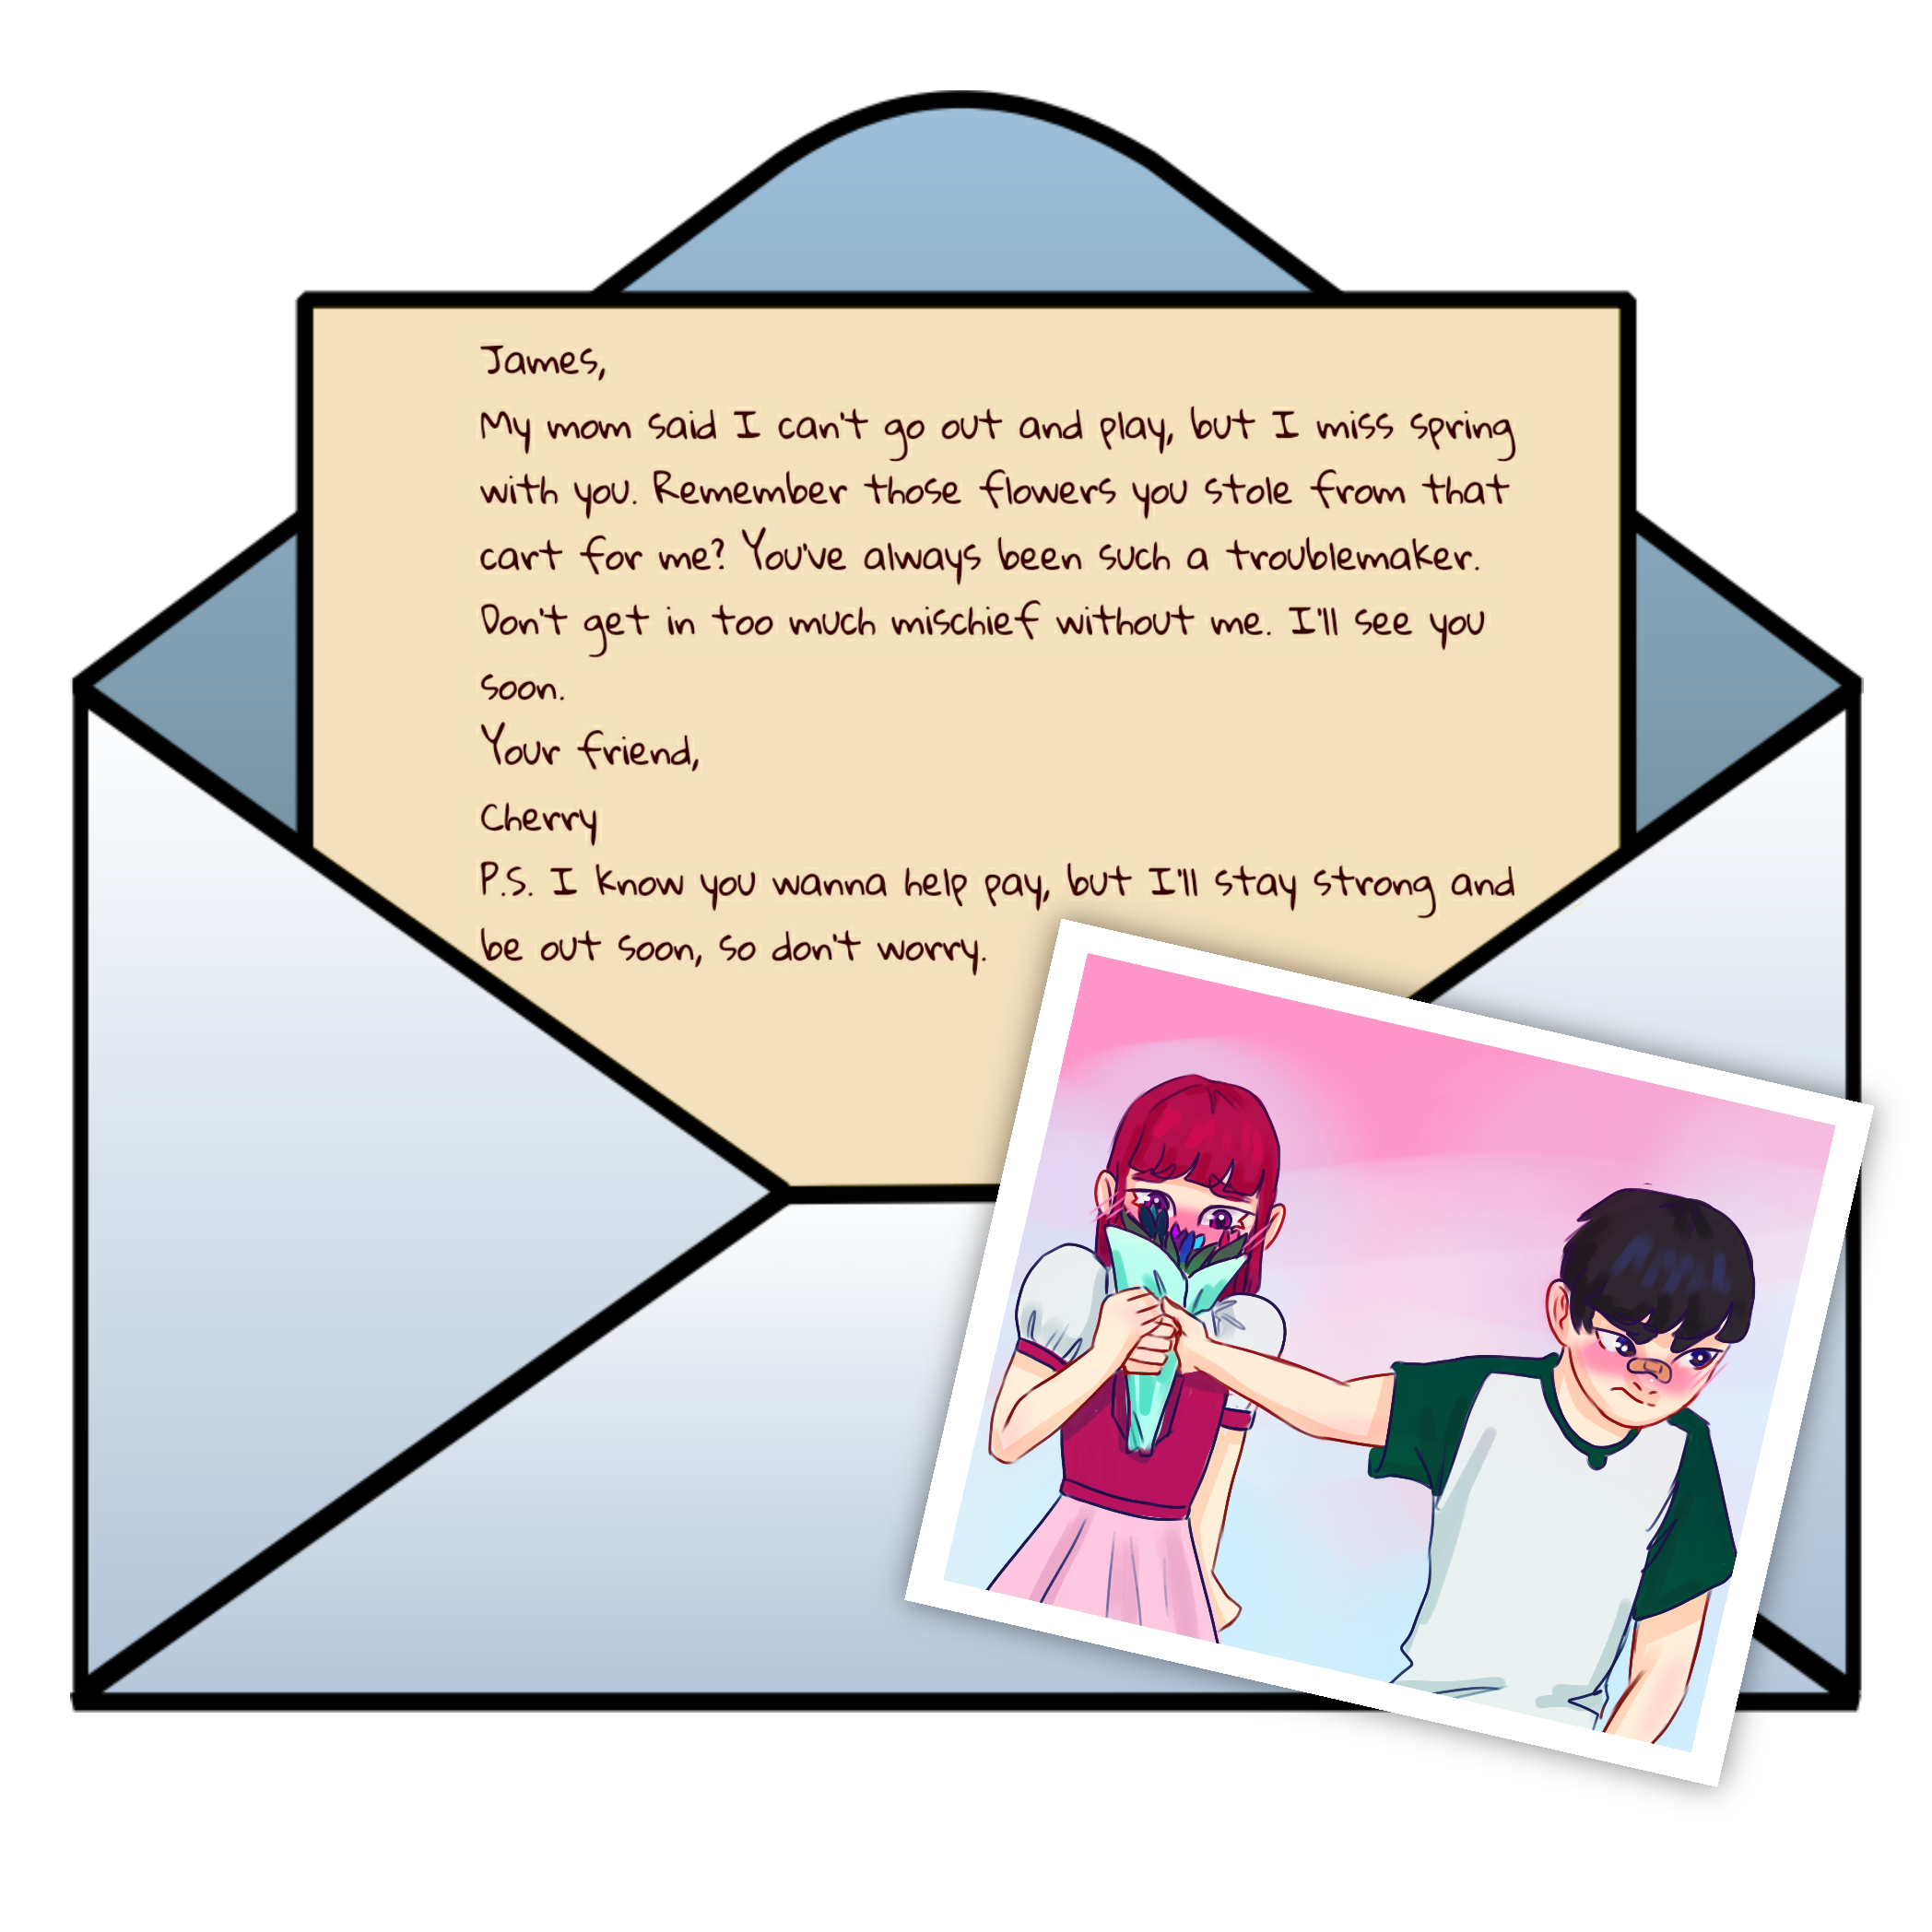 James,
My mom said I can't go out and play, but I miss spring
with you. Remember those flowers you stole from that
cart for me? You've always been such a troublemaker.
Don't get in too much mischief without me. I'll see you
soon.
Your friend,
Cherry
P.S. I know you wanna help pay, but I'll stay strong and
be out soon, so don't worry.